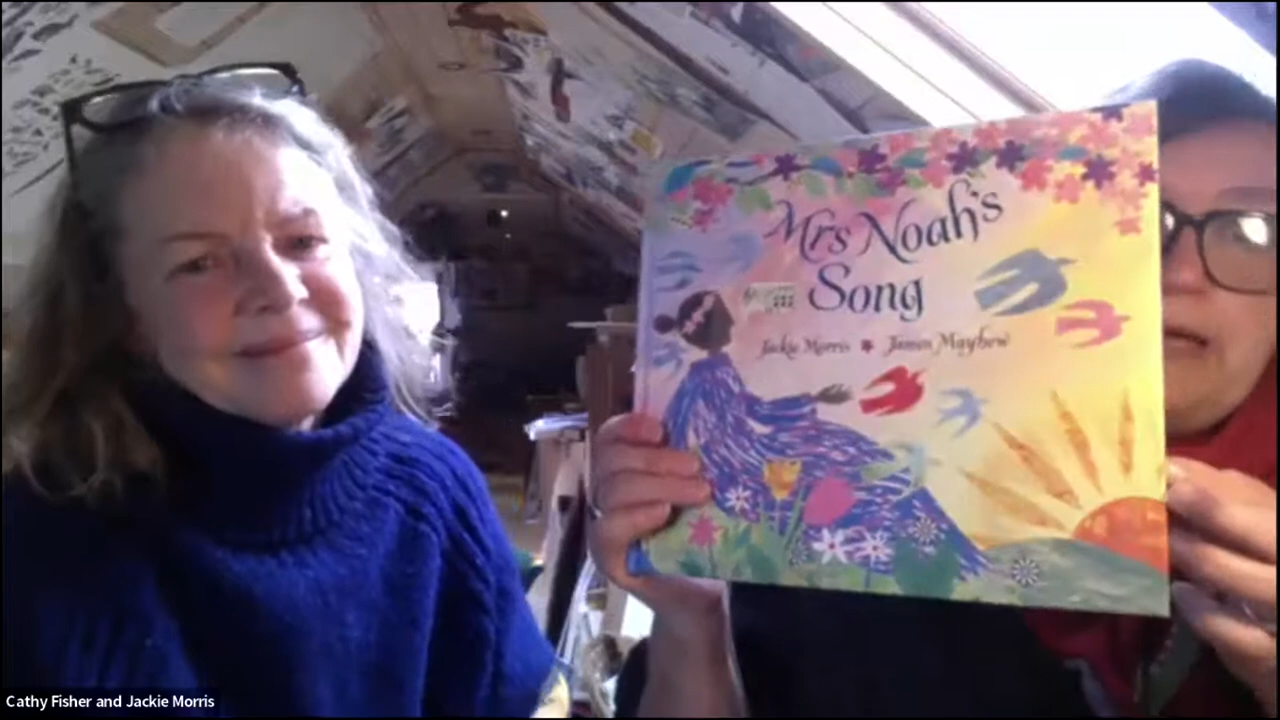 Mrs Noah's
Song
Jackie Morris * James Mayhew
Cathy Fisher and Jackie Morris